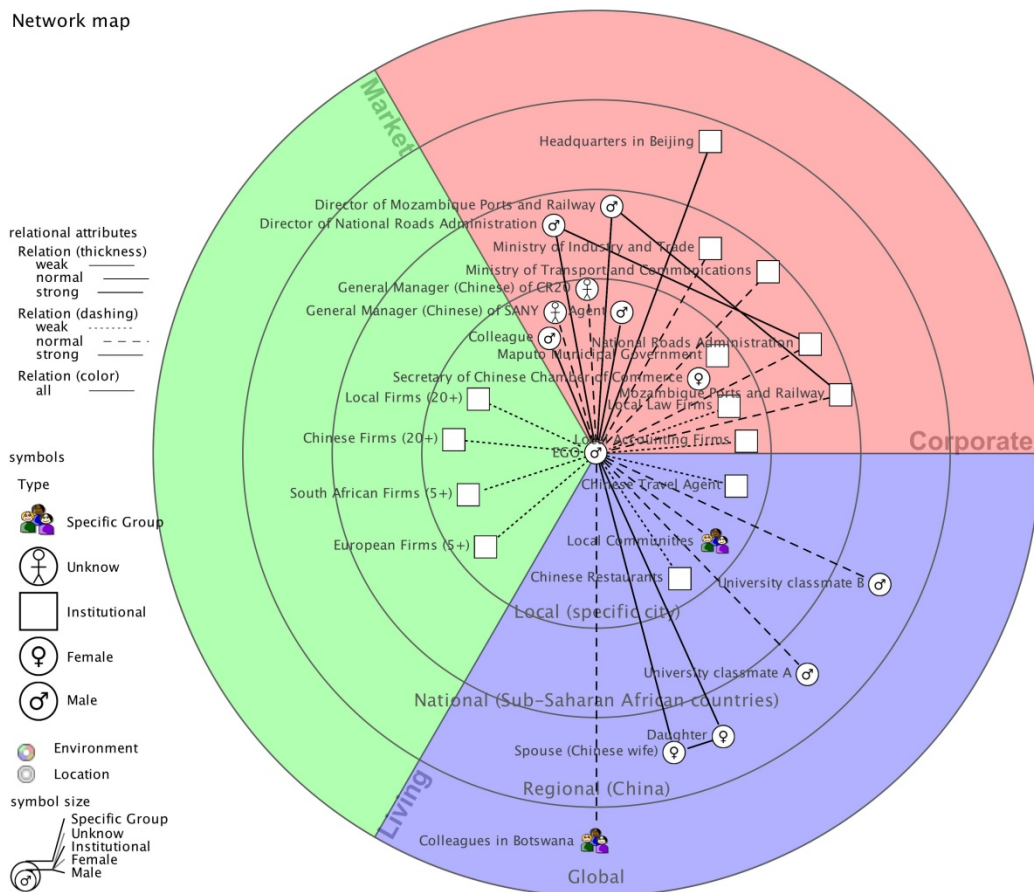 Network map
Market
Headquarters in Beijing
Director of Mozambique Ports and Railway
Director of National Roads Administration
relational attributes
Relation (thickness)
weak
normal
strong
Relation (dashing)
weak
normal
strong
Relation (color)
all
Ministry of Industry and Trade
Ministry of Transport and Communications
General Manager (Chinese) of CR20
General Manager (Chinese) of SANY
Agent
Colleague
National Roads Administration
Maputo Municipal Government
Secretary of Chinese Chamber of Commerce
Mozambique Ports and Railway
Local Firms (20+)
Local Law Firms
Chinese Firms (20+)
Local Accounting Firms
Corporate
EGO
South African Firms (5+)
Chinese Travel Agent
European Firms (5+)
Local Communities
Chinese Restaurants
University classmate B
Local (specific city)
University classmate A
National (Sub-Saharan African countries)
Daughter
Spouse (Chinese wife)
Regional (China)
Living
Colleagues in Botswana
Global
symbols
Type
Specific Group
Unknow
Institutional
Female
Male
Environment
Location
symbol size
Specific Group
Unknow
Institutional
Female
Male